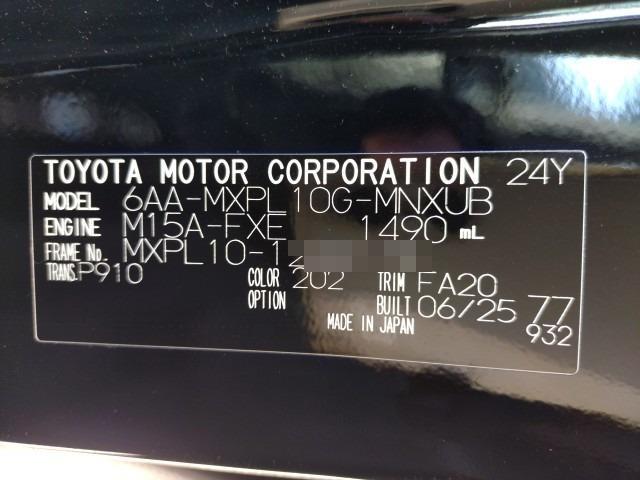 TOYOTA MOTOR CORPORATION 24Y
MODEL 6AA-MXPL10G-MNXUB
ENGINE M15A-FXE 1490 mL
FRAME No. MXPL10-1
TRANS. P910 COLOR 202 TRIM FA20
OPTION BUILT 06/25 77
MADE IN JAPAN 932